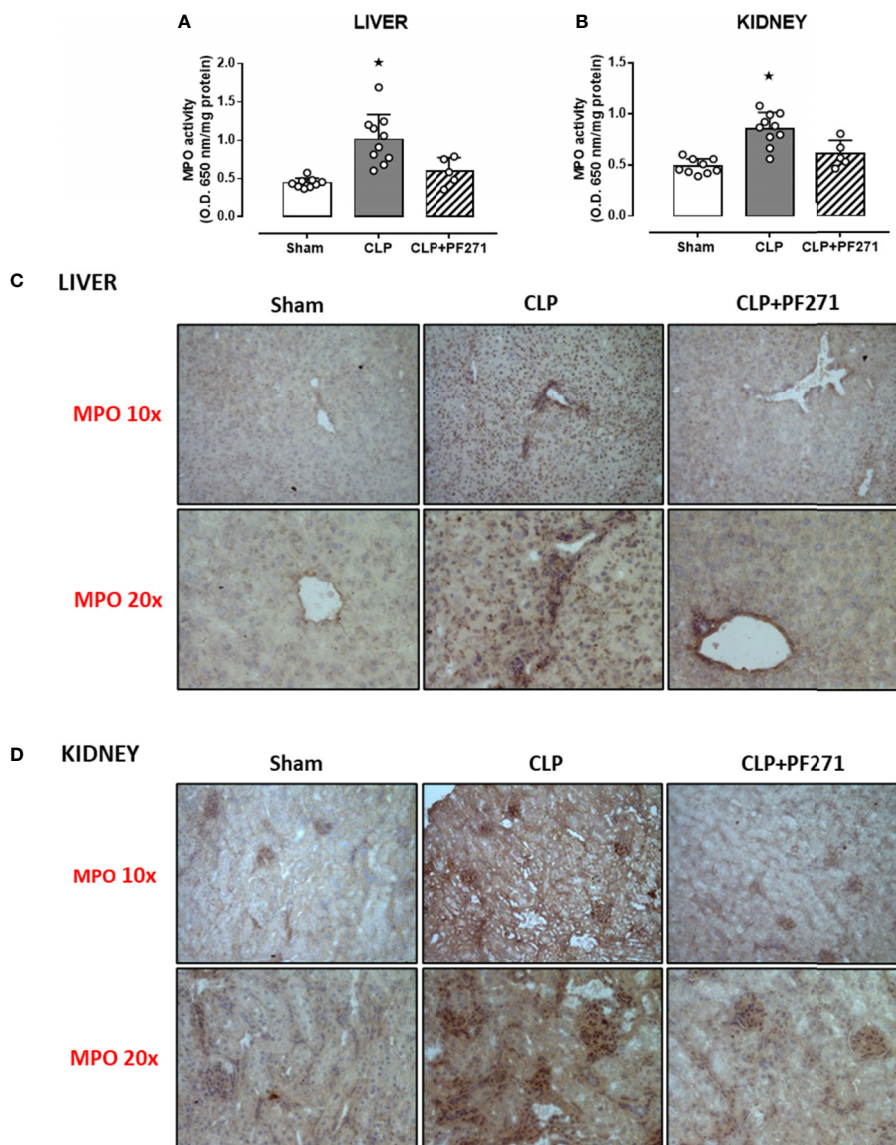 A
LIVER
MPO activity
(O.D. 650 nm/mg protein)
2.0
1.5
1.0
0.5
0.0
★
Sham
CLP
CLP+PF271
B
KIDNEY
MPO activity
(O.D. 650 nm/mg protein)
1.5
1.0
0.5
0.0
★
Sham
CLP
CLP+PF271
C
LIVER
Sham
CLP
CLP+PF271
MPO 10x
MPO 20x
D
KIDNEY
Sham
CLP
CLP+PF271
MPO 10x
MPO 20x